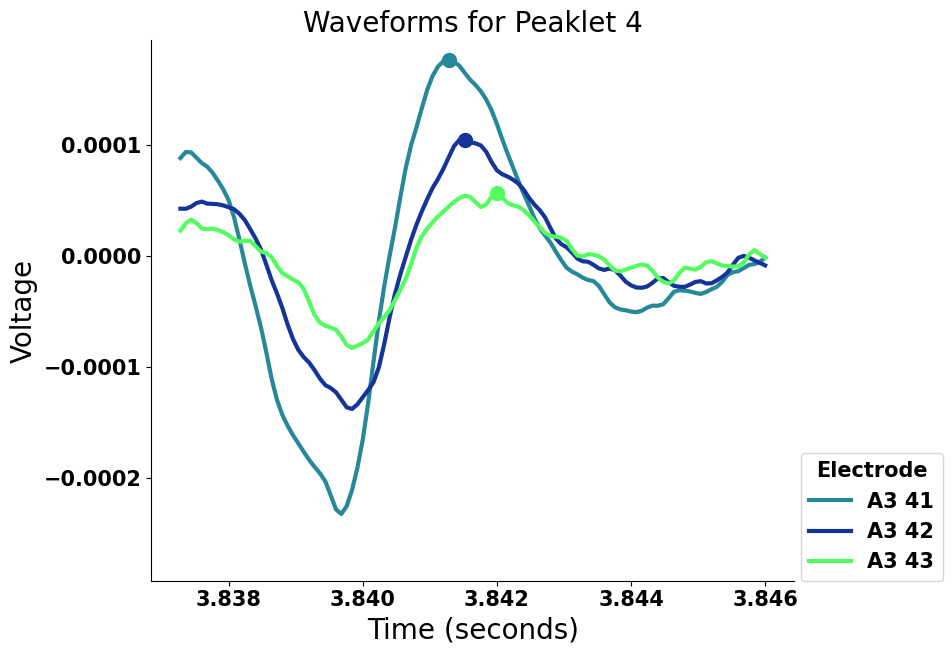 Waveforms for Peaklet 4
Voltage
0.0001
0.0000
−0.0001
−0.0002
3.838 3.840 3.842 3.844 3.846
Time (seconds)
Electrode
A3 41
A3 42
A3 43